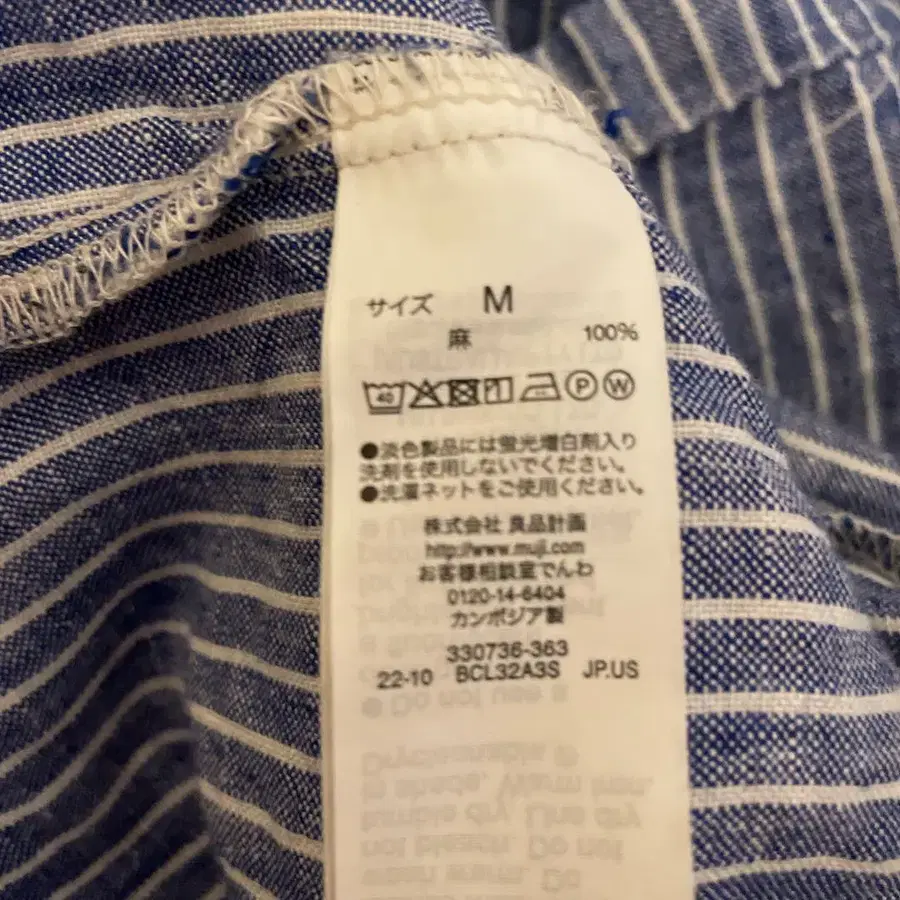 サイズ M
麻 100%
40 P W
●淡色製品には蛍光増白剤入り
洗剤を使用しないでください。
●洗濯ネットをご使用ください。
株式会社 良品計画
http://www.muji.com
お客様相談室でんわ
0120-14-6404
カンボジア製
330736-363
22-10 BCL32A3S JP.US